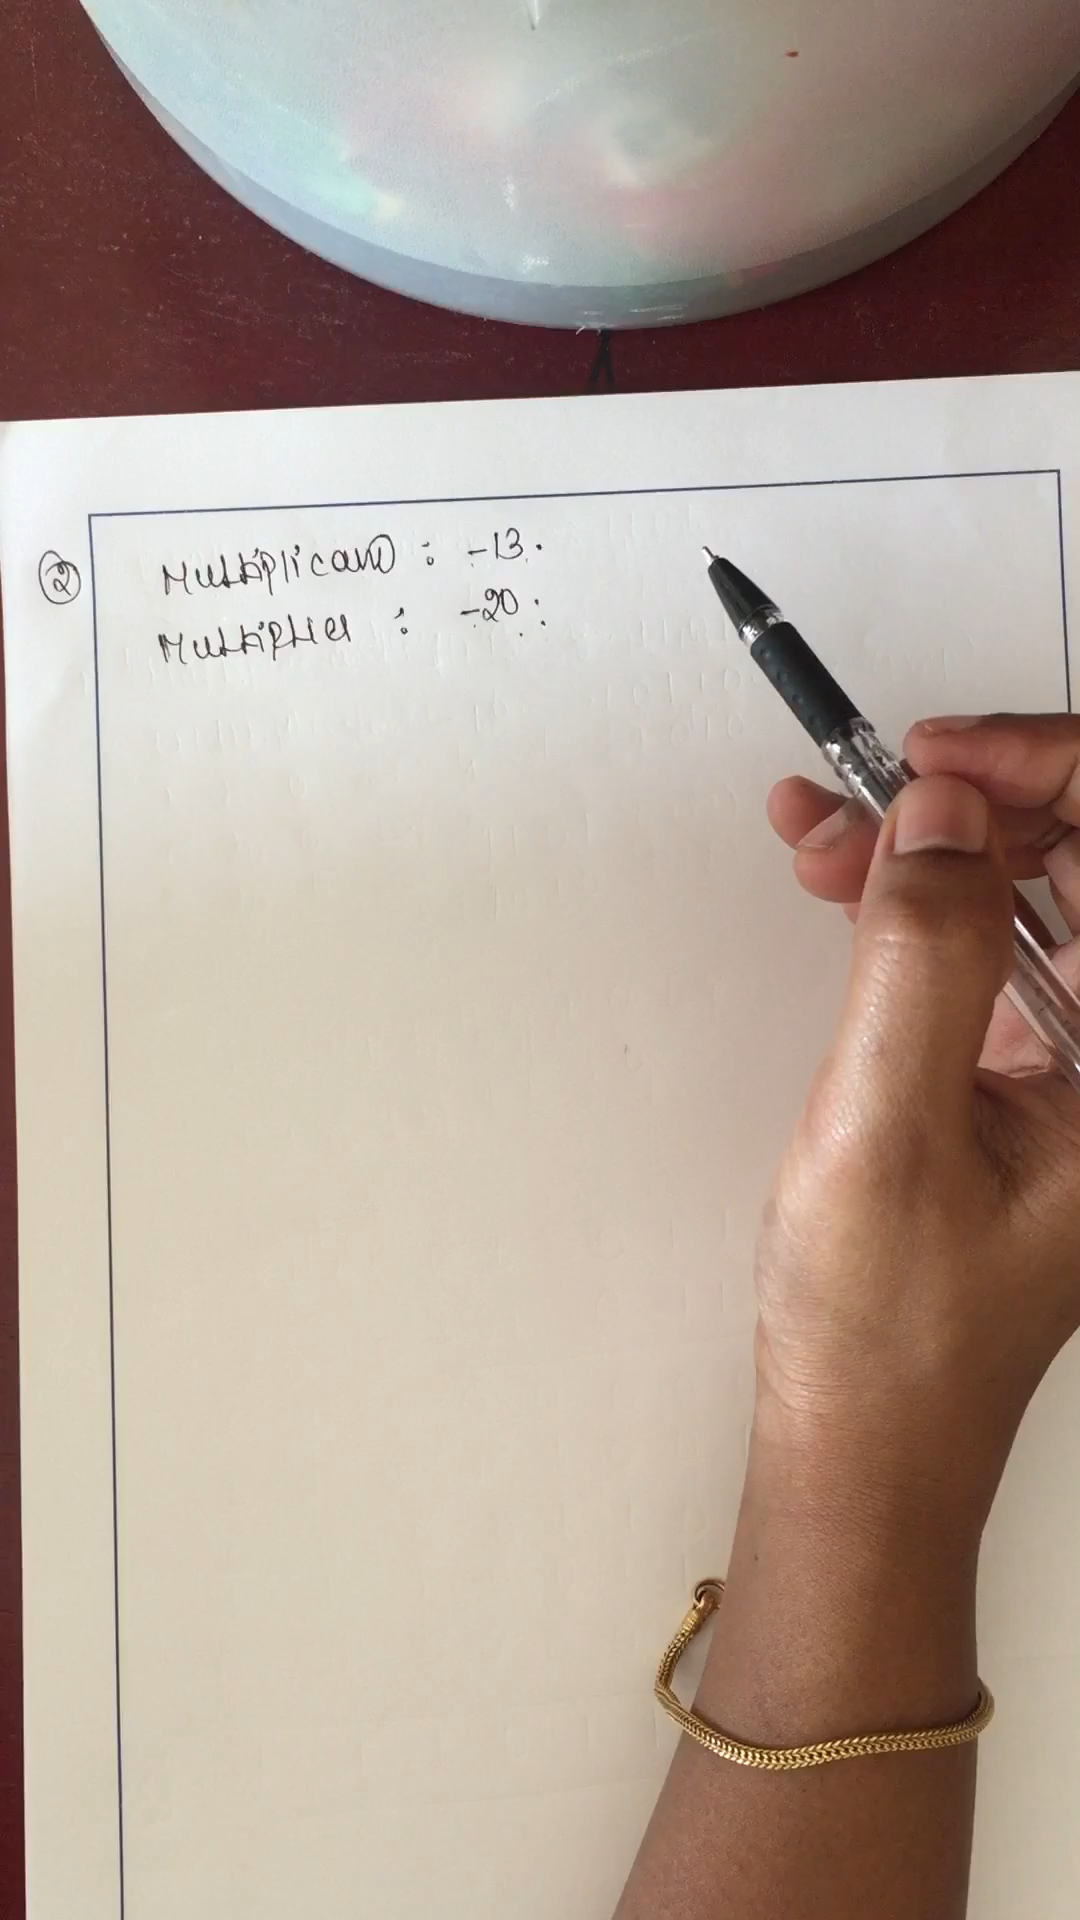 ② Multiplicand : -13.
Multiplier : -20 :